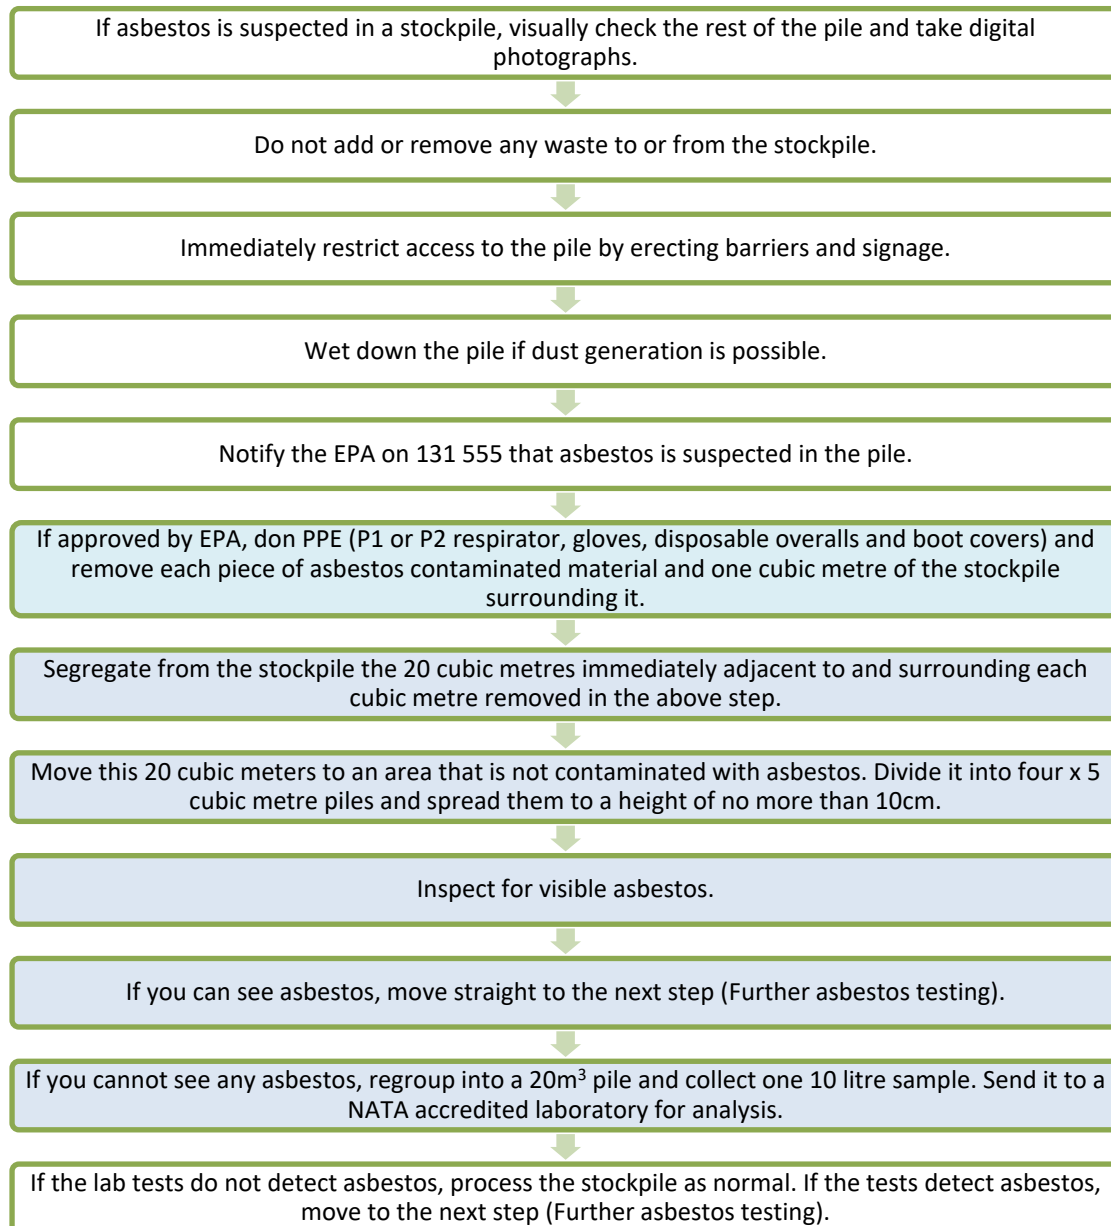 If asbestos is suspected in a stockpile, visually check the rest of the pile and take digital
photographs.
Do not add or remove any waste to or from the stockpile.
Immediately restrict access to the pile by erecting barriers and signage.
Wet down the pile if dust generation is possible.
Notify the EPA on 131 555 that asbestos is suspected in the pile.
If approved by EPA, don PPE (P1 or P2 respirator, gloves, disposable overalls and boot covers) and
remove each piece of asbestos contaminated material and one cubic metre of the stockpile
surrounding it.
Segregate from the stockpile the 20 cubic metres immediately adjacent to and surrounding each
cubic metre removed in the above step.
Move this 20 cubic meters to an area that is not contaminated with asbestos. Divide it into four x 5
cubic metre piles and spread them to a height of no more than 10cm.
Inspect for visible asbestos.
If you can see asbestos, move straight to the next step (Further asbestos testing).
If you cannot see any asbestos, regroup into a 20m³ pile and collect one 10 litre sample. Send it to a
NATA accredited laboratory for analysis.
If the lab tests do not detect asbestos, process the stockpile as normal. If the tests detect asbestos,
move to the next step (Further asbestos testing).